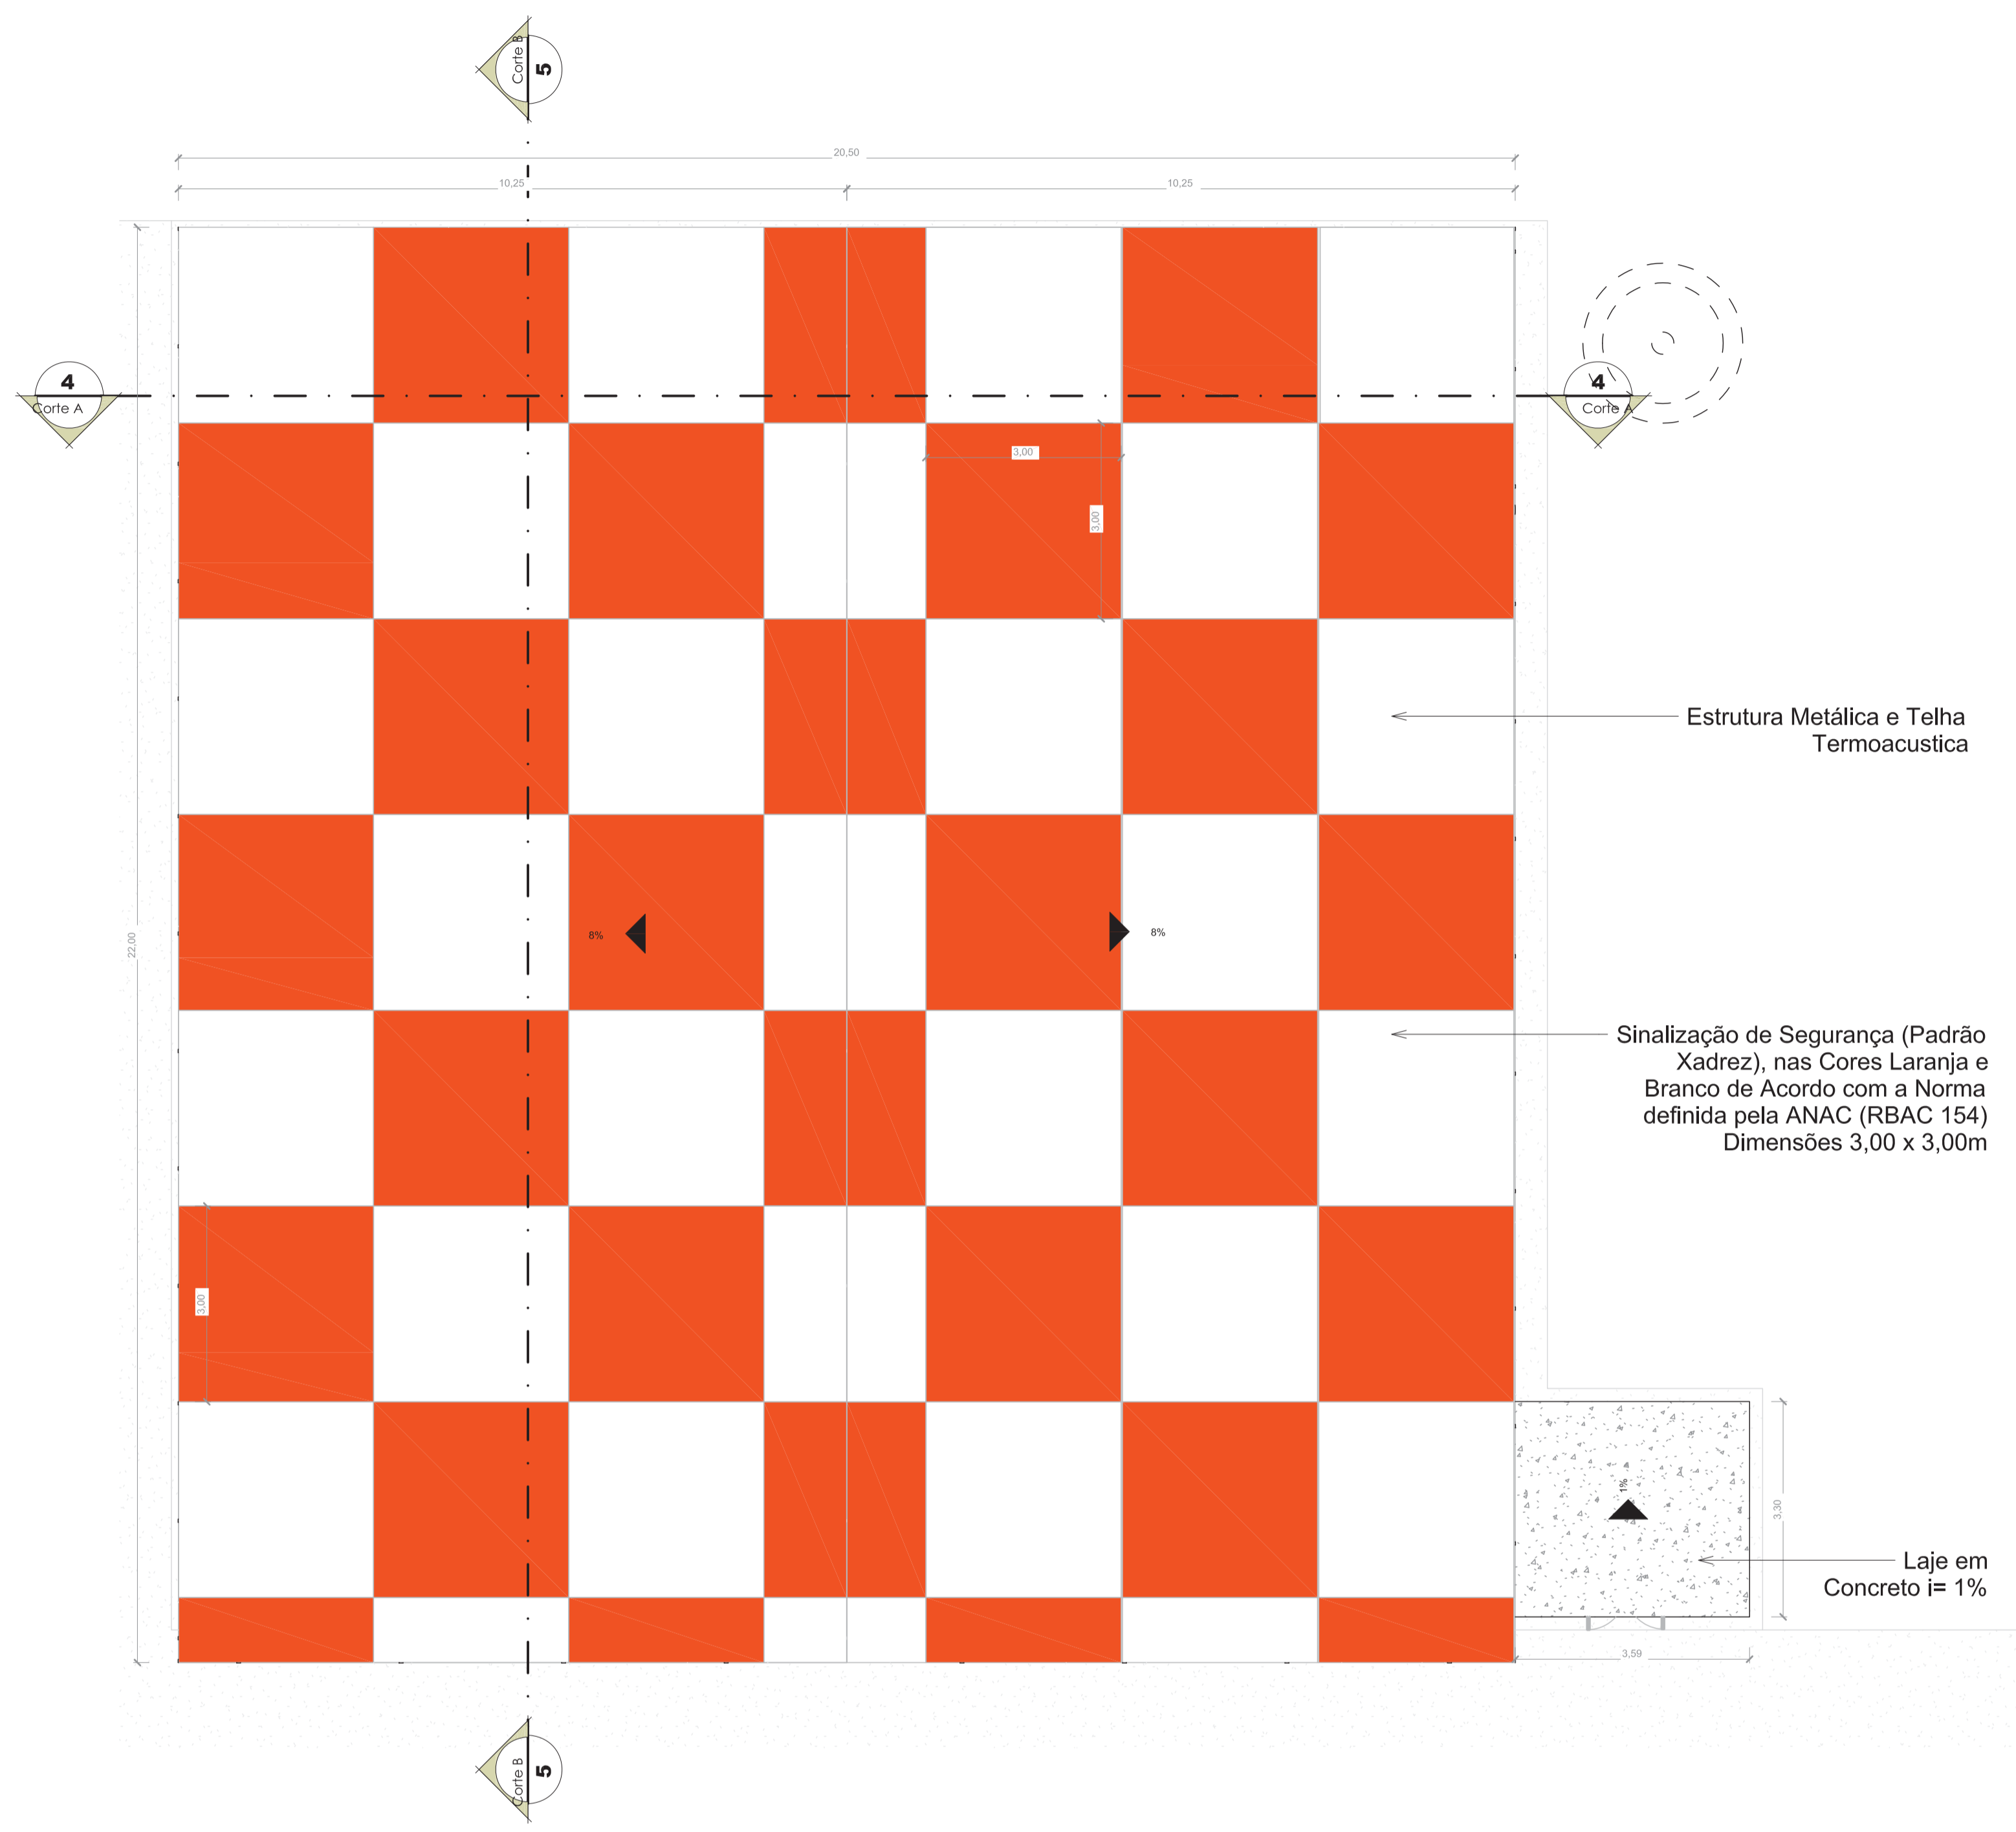 Corte B
5
20,50
10,25
10,25
4
Corte A
4
Corte A
3,00
3,00
Estrutura Metálica e Telha
Termoacustica
22,00
8%
8%
Sinalização de Segurança (Padrão
Xadrez), nas Cores Laranja e
Branco de Acordo com a Norma
definida pela ANAC (RBAC 154)
Dimensões 3,00 x 3,00m
3,00
1%
3,30
Laje em
Concreto i= 1%
3,59
Corte B
5